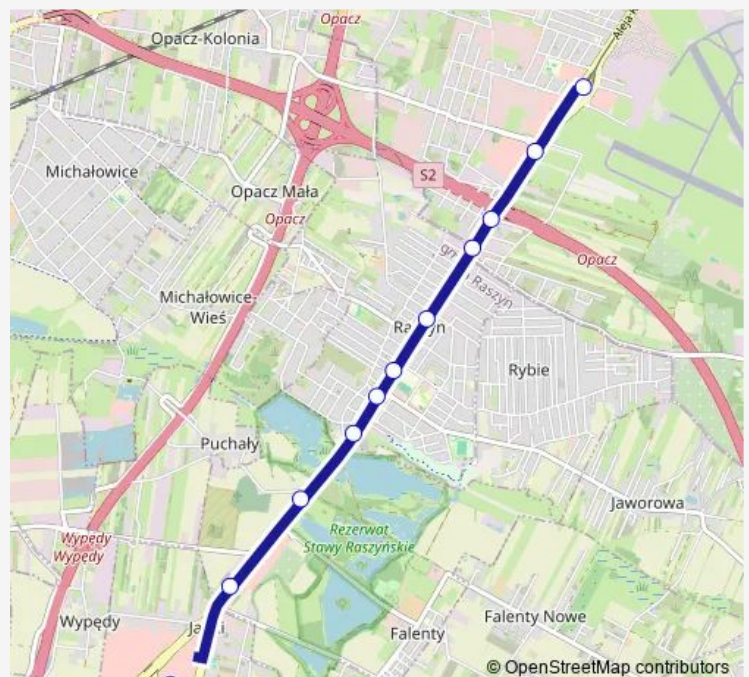 Opacz
Opacz-Kolonia
Michałowice
Opacz Mała
Opacz
S2
Opacz
Michałowice-
Wieś
Rybie
Puchały
Jaworowa
Rezerwat
Stawy Raszyńskie
Wypędy
Wypędy
Wypędy
Falenty
Falenty Nowe
© OpenStreetMap contributors